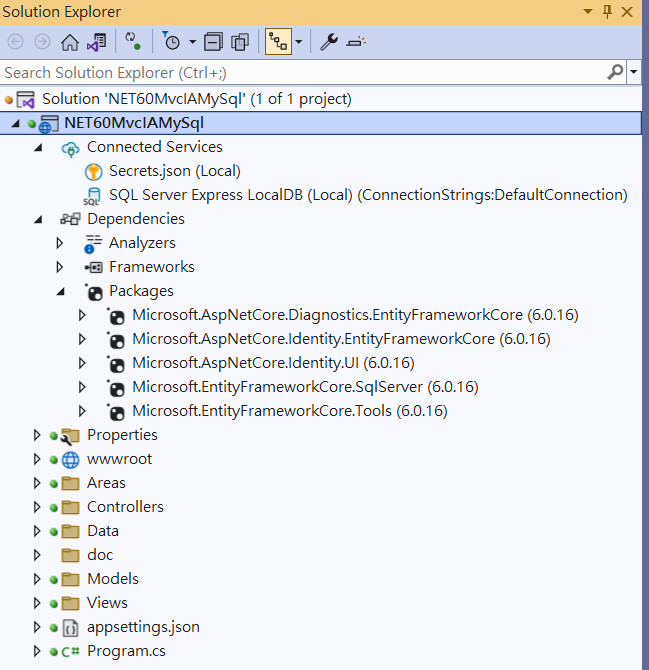 Solution Explorer
Search Solution Explorer (Ctrl+;)
Solution 'NET60MvcIAMySql' (1 of 1 project)
NET60MvcIAMySql
Connected Services
Secrets.json (Local)
SQL
SQL Server Express LocalDB (Local) (ConnectionStrings:DefaultConnection)
Dependencies
Analyzers
Frameworks
Packages
Microsoft.AspNetCore.Diagnostics.EntityFrameworkCore (6.0.16)
Microsoft.AspNetCore.Identity.EntityFrameworkCore (6.0.16)
Microsoft.AspNetCore.Identity.UI (6.0.16)
Microsoft.EntityFrameworkCore.SqlServer (6.0.16)
Microsoft.EntityFrameworkCore.Tools (6.0.16)
Properties
wwwroot
Areas
Controllers
Data
doc
Models
Views
appsettings.json
C# Program.cs